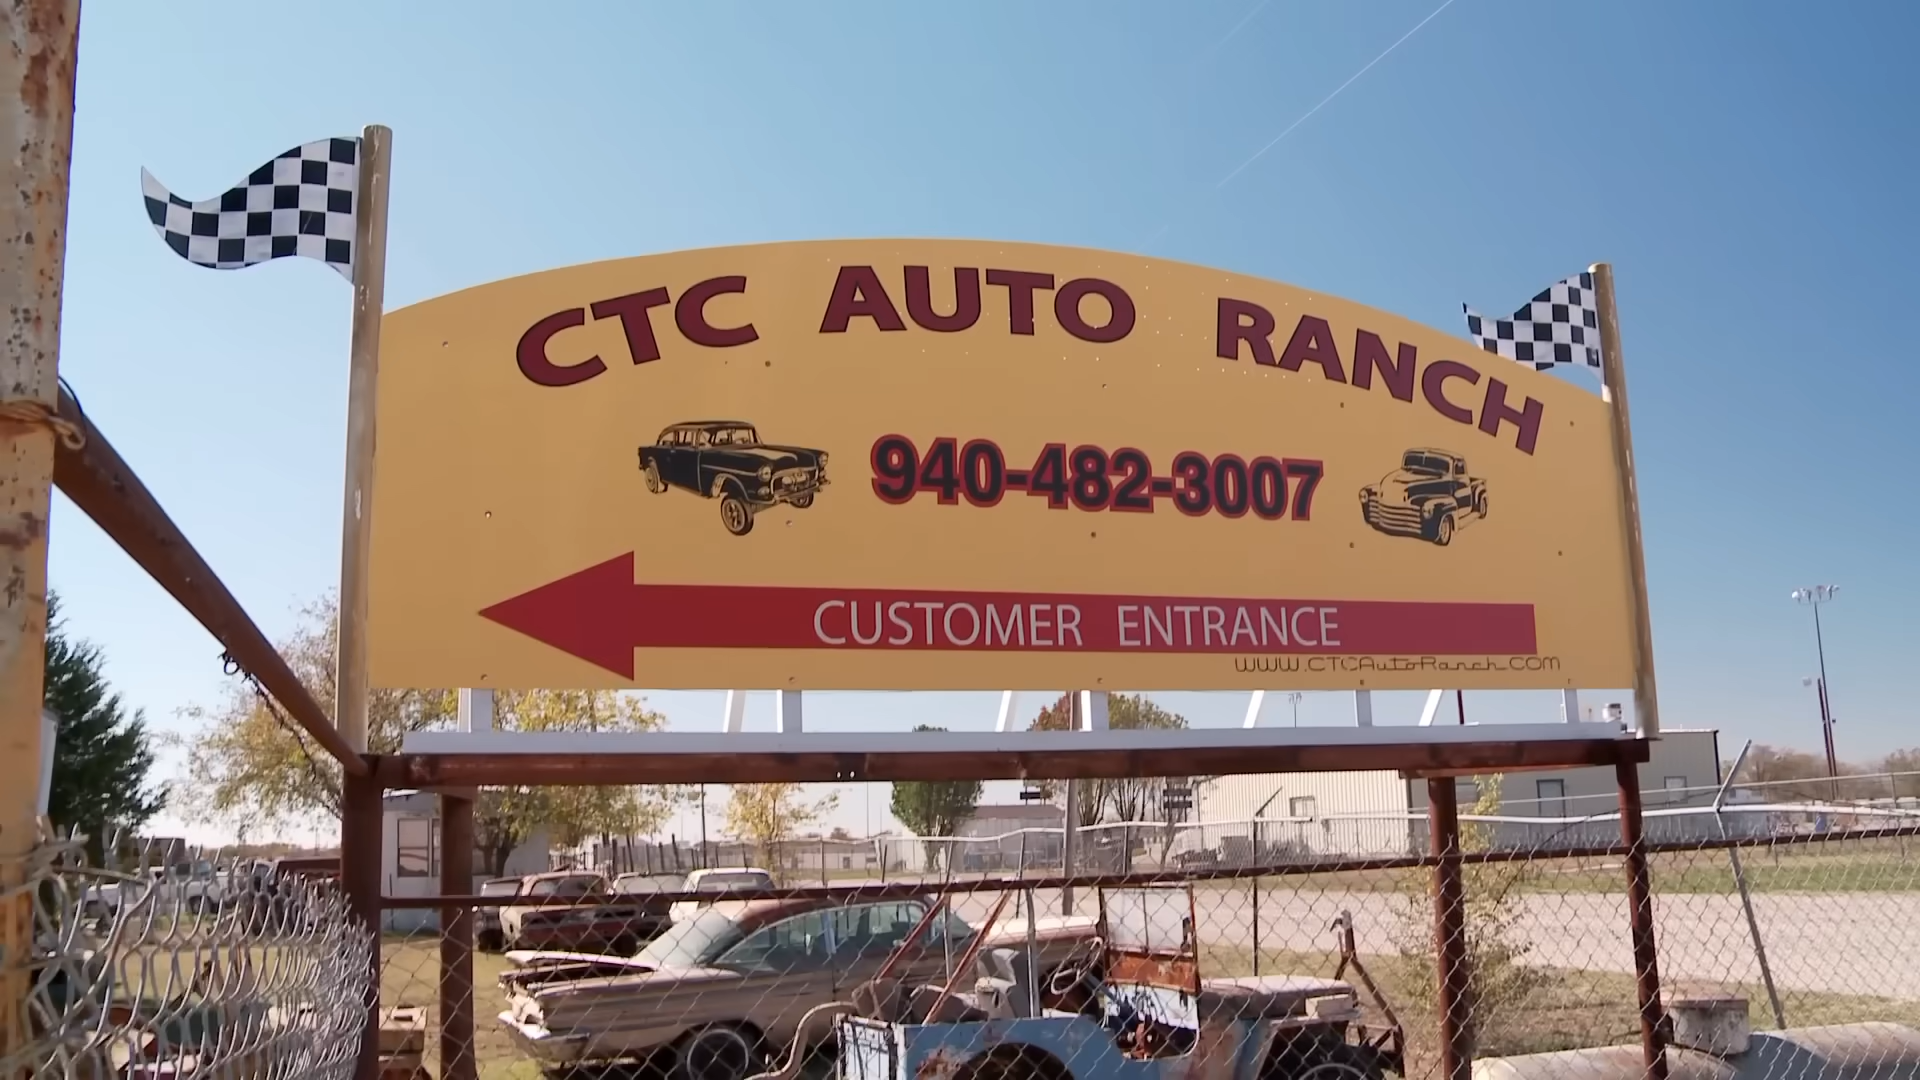 CTC AUTO RANCH
940-482-3007
CUSTOMER ENTRANCE
www.CTCAutoRanch.com